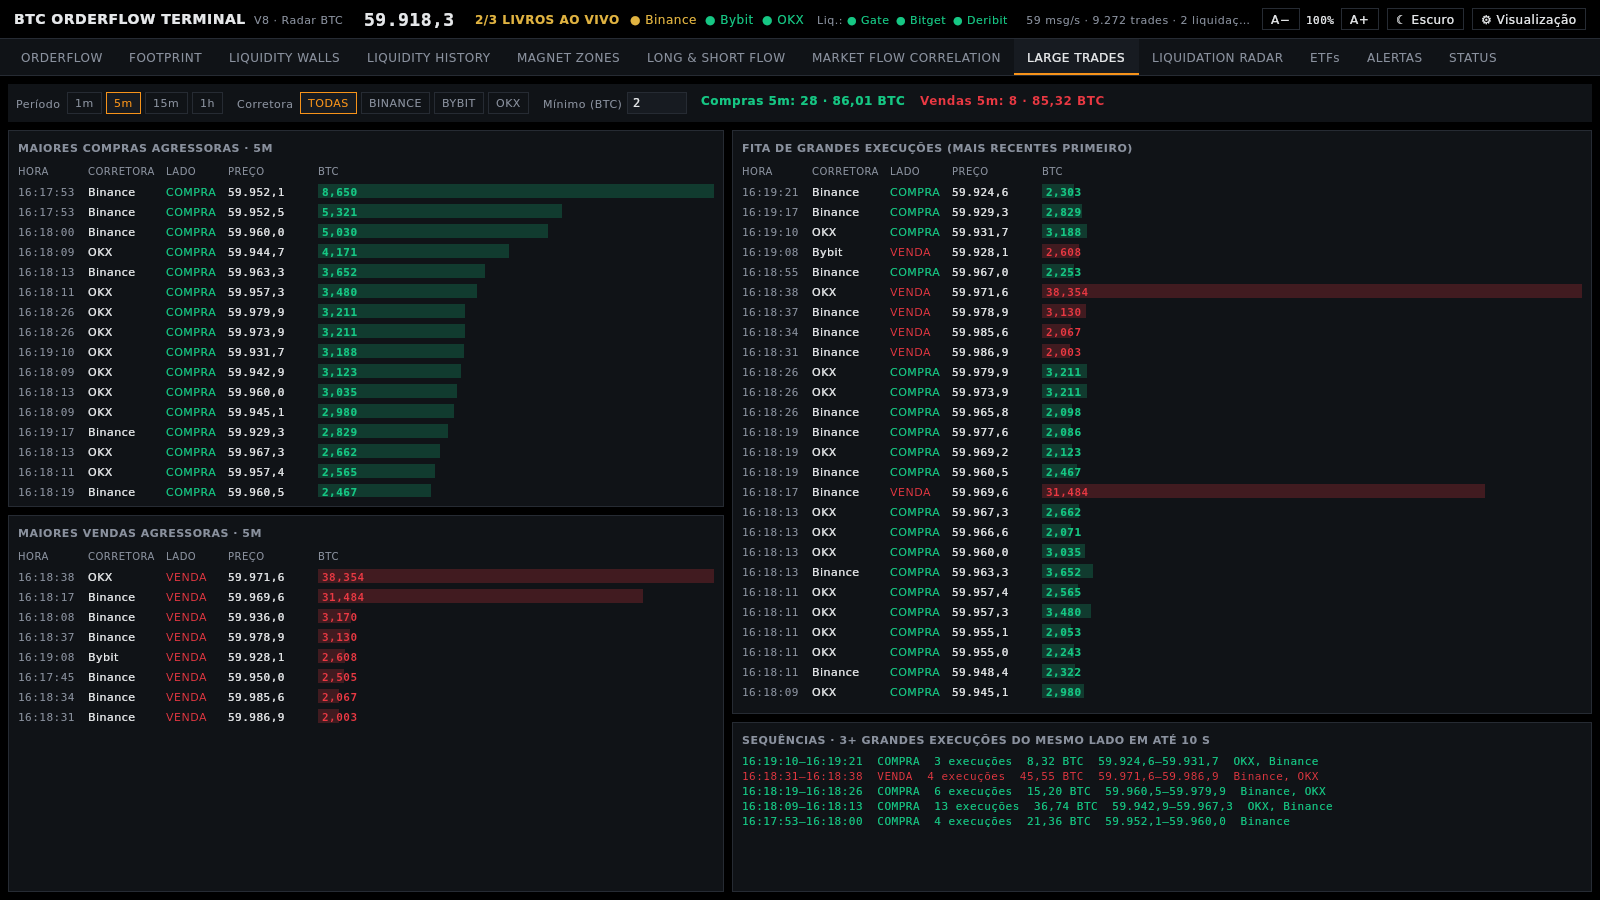 BTC ORDERFLOW TERMINAL V8 · Radar BTC 59.918,3 2/3 LIVROS AO VIVO ● Binance ● Bybit ● OKX Liq.: ● Gate ● Bitget ● Deribit 59 msg/s · 9.272 trades · 2 liquidaç… A− 100% A+ ☾ Escuro ⚙ Visualização
ORDERFLOW FOOTPRINT LIQUIDITY WALLS LIQUIDITY HISTORY MAGNET ZONES LONG & SHORT FLOW MARKET FLOW CORRELATION LARGE TRADES LIQUIDATION RADAR ETFs ALERTAS STATUS
Período 1m 5m 15m 1h Corretora TODAS BINANCE BYBIT OKX Mínimo (BTC) 2 Compras 5m: 28 · 86,01 BTC Vendas 5m: 8 · 85,32 BTC
MAIORES COMPRAS AGRESSORAS · 5M
HORA CORRETORA LADO PREÇO BTC
16:17:53 Binance COMPRA 59.952,1 8,650
16:17:53 Binance COMPRA 59.952,5 5,321
16:18:00 Binance COMPRA 59.960,0 5,030
16:18:09 OKX COMPRA 59.944,7 4,171
16:18:13 Binance COMPRA 59.963,3 3,652
16:18:11 OKX COMPRA 59.957,3 3,480
16:18:26 OKX COMPRA 59.979,9 3,211
16:18:26 OKX COMPRA 59.973,9 3,211
16:19:10 OKX COMPRA 59.931,7 3,188
16:18:09 OKX COMPRA 59.942,9 3,123
16:18:13 OKX COMPRA 59.960,0 3,035
16:18:09 OKX COMPRA 59.945,1 2,980
16:19:17 Binance COMPRA 59.929,3 2,829
16:18:13 OKX COMPRA 59.967,3 2,662
16:18:11 OKX COMPRA 59.957,4 2,565
16:18:19 Binance COMPRA 59.960,5 2,467
MAIORES VENDAS AGRESSORAS · 5M
HORA CORRETORA LADO PREÇO BTC
16:18:38 OKX VENDA 59.971,6 38,354
16:18:17 Binance VENDA 59.969,6 31,484
16:18:08 Binance VENDA 59.936,0 3,170
16:18:37 Binance VENDA 59.978,9 3,130
16:19:08 Bybit VENDA 59.928,1 2,608
16:17:45 Binance VENDA 59.950,0 2,505
16:18:34 Binance VENDA 59.985,6 2,067
16:18:31 Binance VENDA 59.986,9 2,003
FITA DE GRANDES EXECUÇÕES (MAIS RECENTES PRIMEIRO)
HORA CORRETORA LADO PREÇO BTC
16:19:21 Binance COMPRA 59.924,6 2,303
16:19:17 Binance COMPRA 59.929,3 2,829
16:19:10 OKX COMPRA 59.931,7 3,188
16:19:08 Bybit VENDA 59.928,1 2,608
16:18:55 Binance COMPRA 59.967,0 2,253
16:18:38 OKX VENDA 59.971,6 38,354
16:18:37 Binance VENDA 59.978,9 3,130
16:18:34 Binance VENDA 59.985,6 2,067
16:18:31 Binance VENDA 59.986,9 2,003
16:18:26 OKX COMPRA 59.979,9 3,211
16:18:26 OKX COMPRA 59.973,9 3,211
16:18:26 Binance COMPRA 59.965,8 2,098
16:18:19 Binance COMPRA 59.977,6 2,086
16:18:19 OKX COMPRA 59.969,2 2,123
16:18:19 Binance COMPRA 59.960,5 2,467
16:18:17 Binance VENDA 59.969,6 31,484
16:18:13 OKX COMPRA 59.967,3 2,662
16:18:13 OKX COMPRA 59.966,6 2,071
16:18:13 OKX COMPRA 59.960,0 3,035
16:18:13 Binance COMPRA 59.963,3 3,652
16:18:11 OKX COMPRA 59.957,4 2,565
16:18:11 OKX COMPRA 59.957,3 3,480
16:18:11 OKX COMPRA 59.955,1 2,053
16:18:11 OKX COMPRA 59.955,0 2,243
16:18:11 Binance COMPRA 59.948,4 2,322
16:18:09 OKX COMPRA 59.945,1 2,980
SEQUÊNCIAS · 3+ GRANDES EXECUÇÕES DO MESMO LADO EM ATÉ 10 S
16:19:10–16:19:21 COMPRA 3 execuções 8,32 BTC 59.924,6–59.931,7 OKX, Binance
16:18:31–16:18:38 VENDA 4 execuções 45,55 BTC 59.971,6–59.986,9 Binance, OKX
16:18:19–16:18:26 COMPRA 6 execuções 15,20 BTC 59.960,5–59.979,9 Binance, OKX
16:18:09–16:18:13 COMPRA 13 execuções 36,74 BTC 59.942,9–59.967,3 OKX, Binance
16:17:53–16:18:00 COMPRA 4 execuções 21,36 BTC 59.952,1–59.960,0 Binance